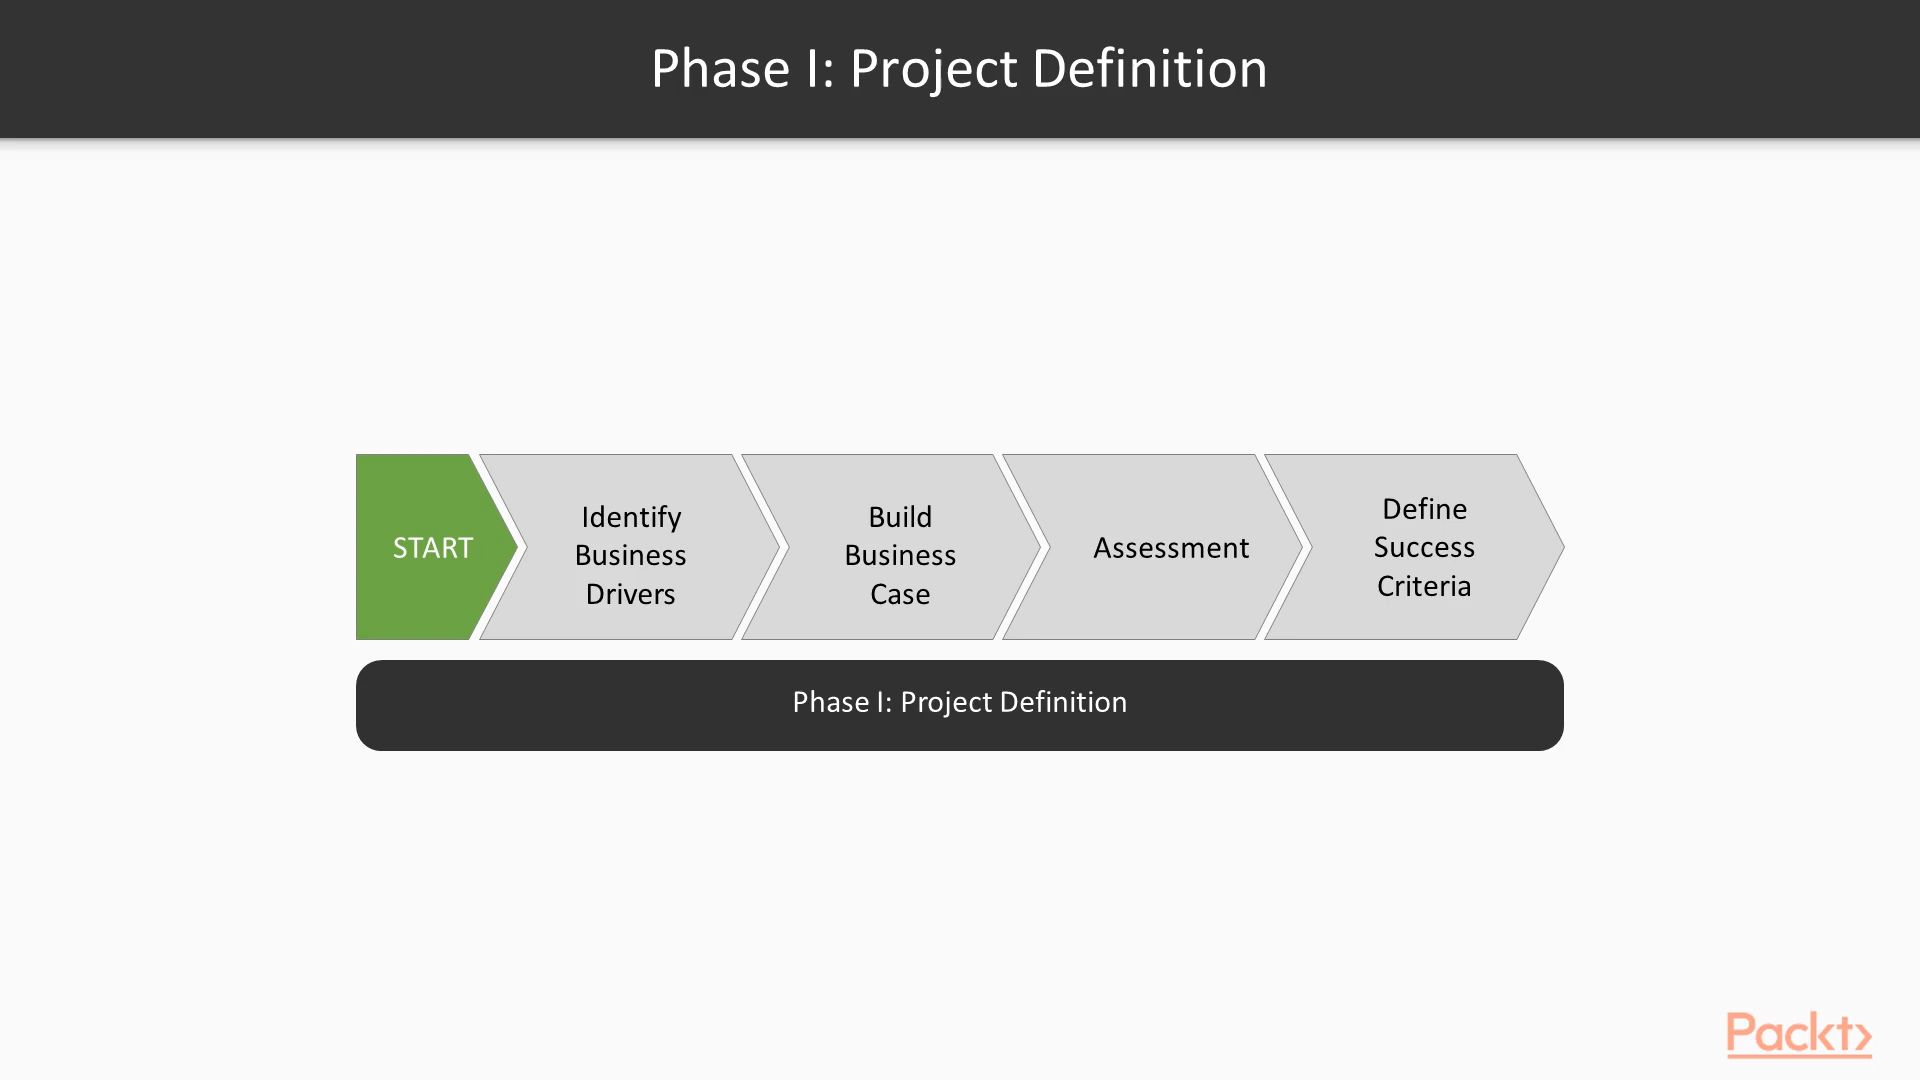 Phase I: Project Definition
START
Identify
Business
Drivers
Build
Business
Case
Assessment
Define
Success
Criteria
Phase I: Project Definition
Packt